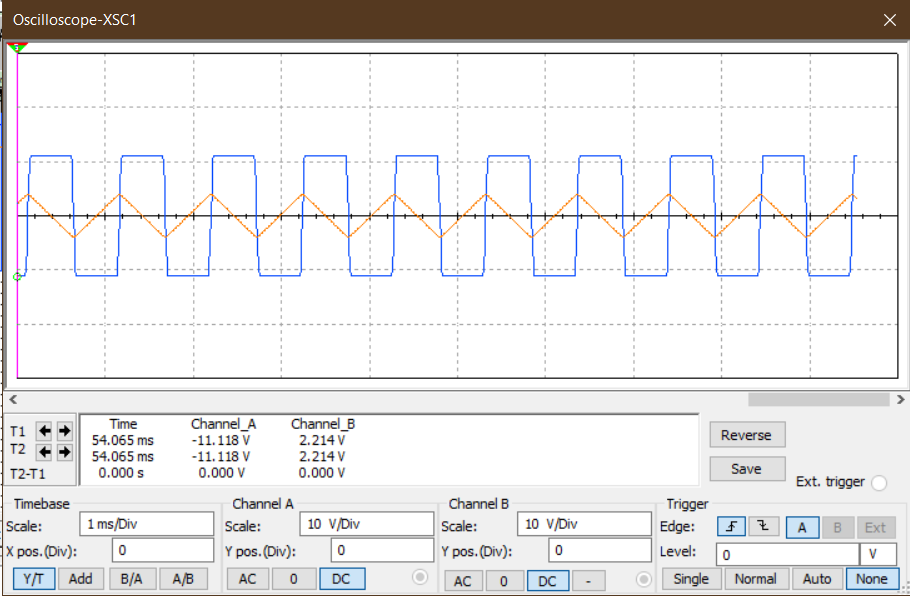 Oscilloscope-XSC1
Time Channel_A Channel_B
T1 54.065 ms -11.118 V 2.214 V
T2 54.065 ms -11.118 V 2.214 V
T2-T1 0.000 s 0.000 V 0.000 V
Reverse
Save
Ext. trigger
Timebase
Scale: 1 ms/Div
X pos.(Div): 0
Y/T Add B/A A/B
Channel A
Scale: 10 V/Div
Y pos.(Div): 0
AC 0 DC
Channel B
Scale: 10 V/Div
Y pos.(Div): 0
AC 0 DC -
Trigger
Edge: A B Ext
Level: 0 V
Single Normal Auto None